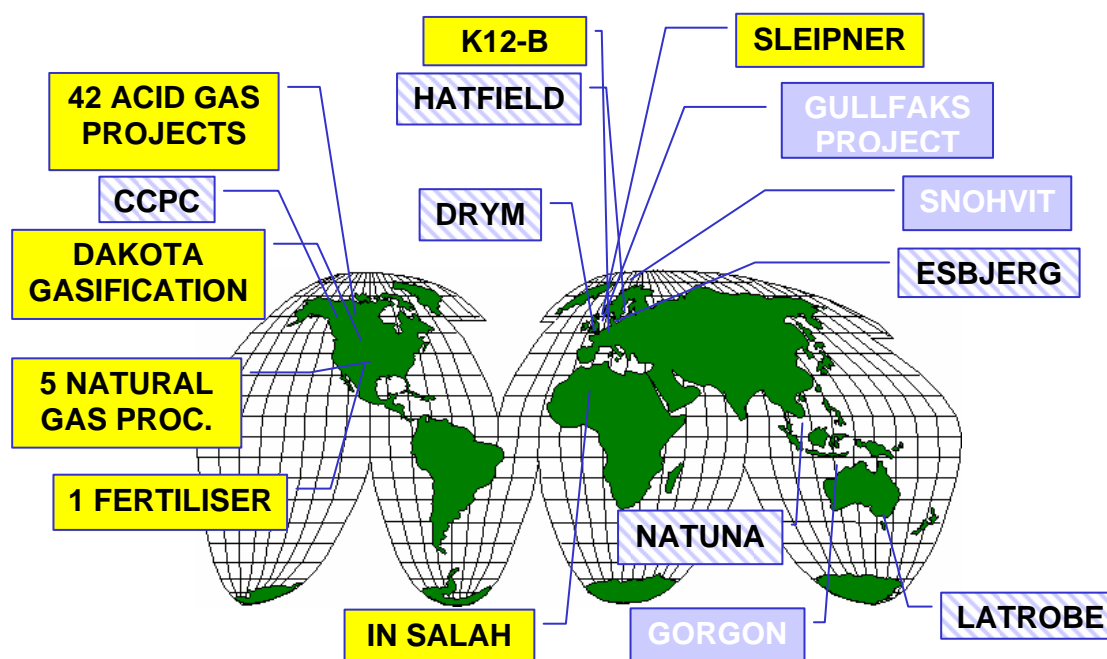 K12-B
SLEIPNER
42 ACID GAS
PROJECTS
HATFIELD
GULLFAKS
PROJECT
CCPC
DRYM
SNOHVIT
DAKOTA
GASIFICATION
ESBJERG
5 NATURAL
GAS PROC.
1 FERTILISER
NATUNA
IN SALAH
GORGON
LATROBE